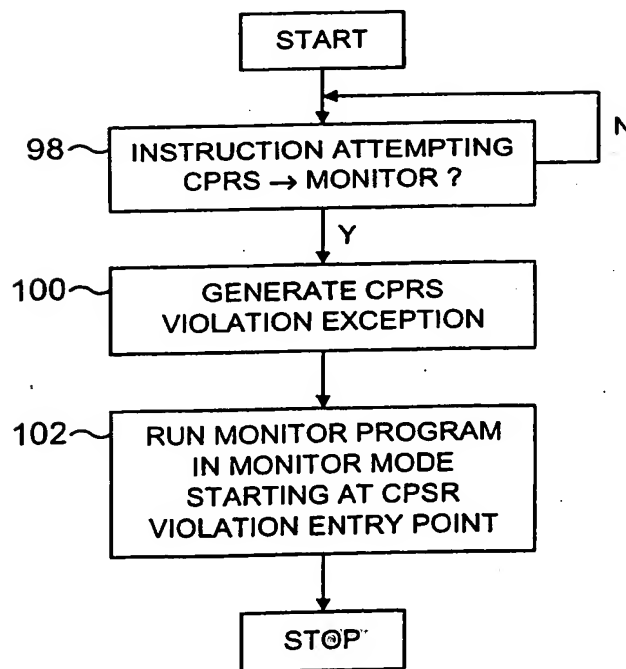 START
N
98
INSTRUCTION ATTEMPTING
CPRS → MONITOR ?
Y
100
GENERATE CPRS
VIOLATION EXCEPTION
102
RUN MONITOR PROGRAM
IN MONITOR MODE
STARTING AT CPSR
VIOLATION ENTRY POINT
STOP